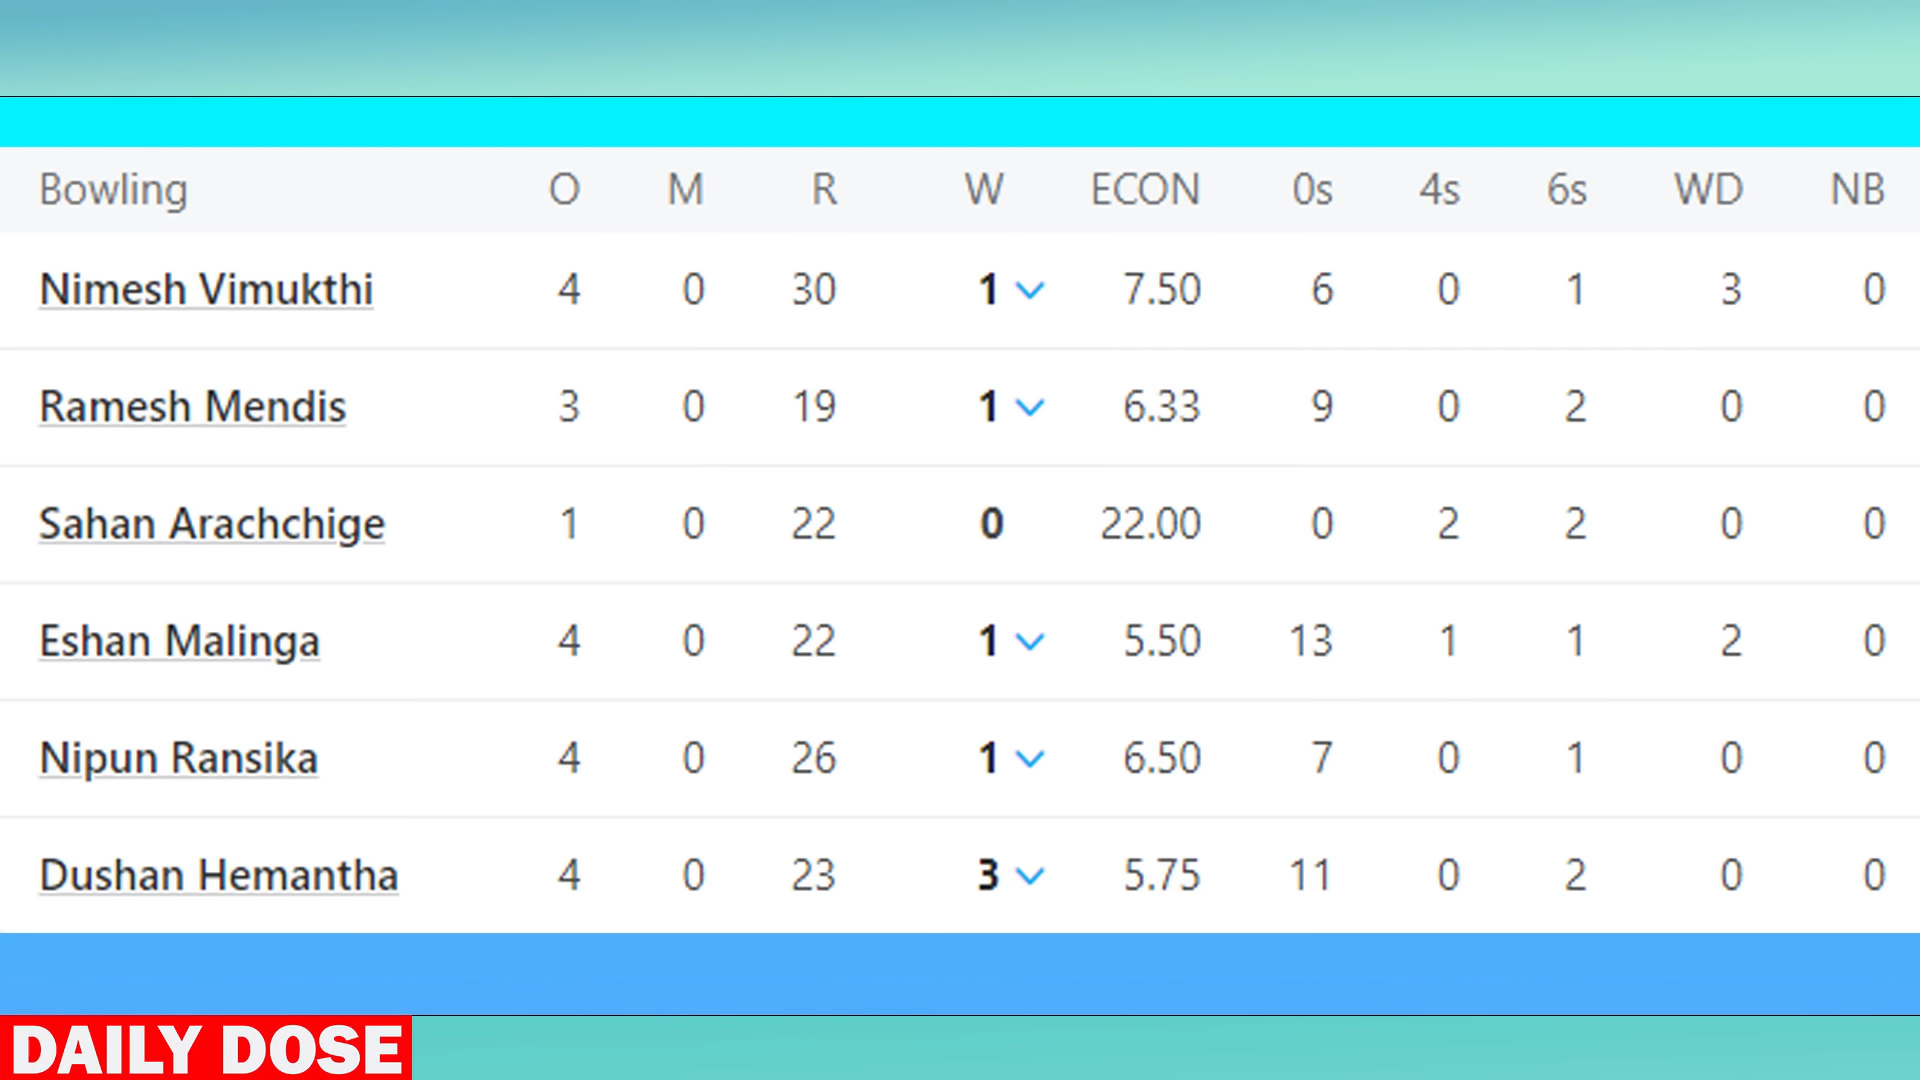 Bowling O M R W ECON 0s 4s 6s WD NB
Nimesh Vimukthi 4 0 30 1 7.50 6 0 1 3 0
Ramesh Mendis 3 0 19 1 6.33 9 0 2 0 0
Sahan Arachchige 1 0 22 0 22.00 0 2 2 0 0
Eshan Malinga 4 0 22 1 5.50 13 1 1 2 0
Nipun Ransika 4 0 26 1 6.50 7 0 1 0 0
Dushan Hemantha 4 0 23 3 5.75 11 0 2 0 0
DAILY DOSE